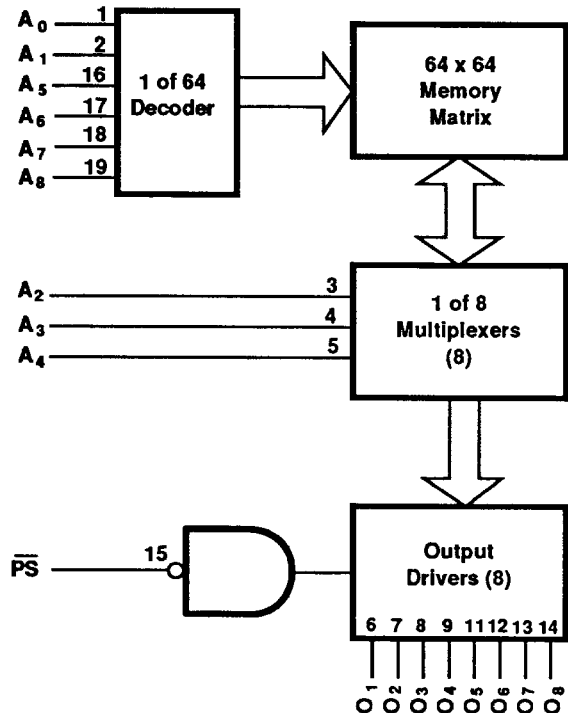 A0 1
A1 2
A5 16
A6 17
A7 18
A8 19
1 of 64
Decoder
64 x 64
Memory
Matrix
A2 3
A3 4
A4 5
1 of 8
Multiplexers
(8)
P̅S̅ 15
Output
Drivers (8)
6 7 8 9 11 12 13 14
O1 O2 O3 O4 O5 O6 O7 O8